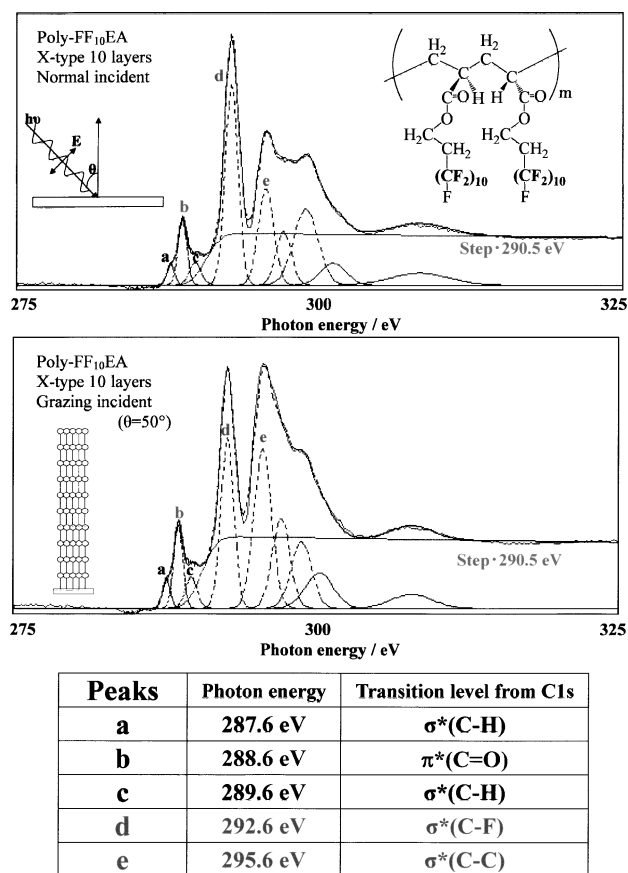 Poly-FF10EA
X-type 10 layers
Normal incident
hυ
E
θ
d
e
b
a
c
H2
C
H2
C
C
C
C=O
H
H
C=O
m
O
O
H2C
H2C
CH2
CH2
(CF2)10
(CF2)10
F
F
Step·290.5 eV
275
300
325
Photon energy / eV
Poly-FF10EA
X-type 10 layers
Grazing incident
(θ=50°)
d
e
b
a
c
Step·290.5 eV
275
300
325
Photon energy / eV
Peaks Photon energy Transition level from C1s
a 287.6 eV σ*(C-H)
b 288.6 eV π*(C=O)
c 289.6 eV σ*(C-H)
d 292.6 eV σ*(C-F)
e 295.6 eV σ*(C-C)